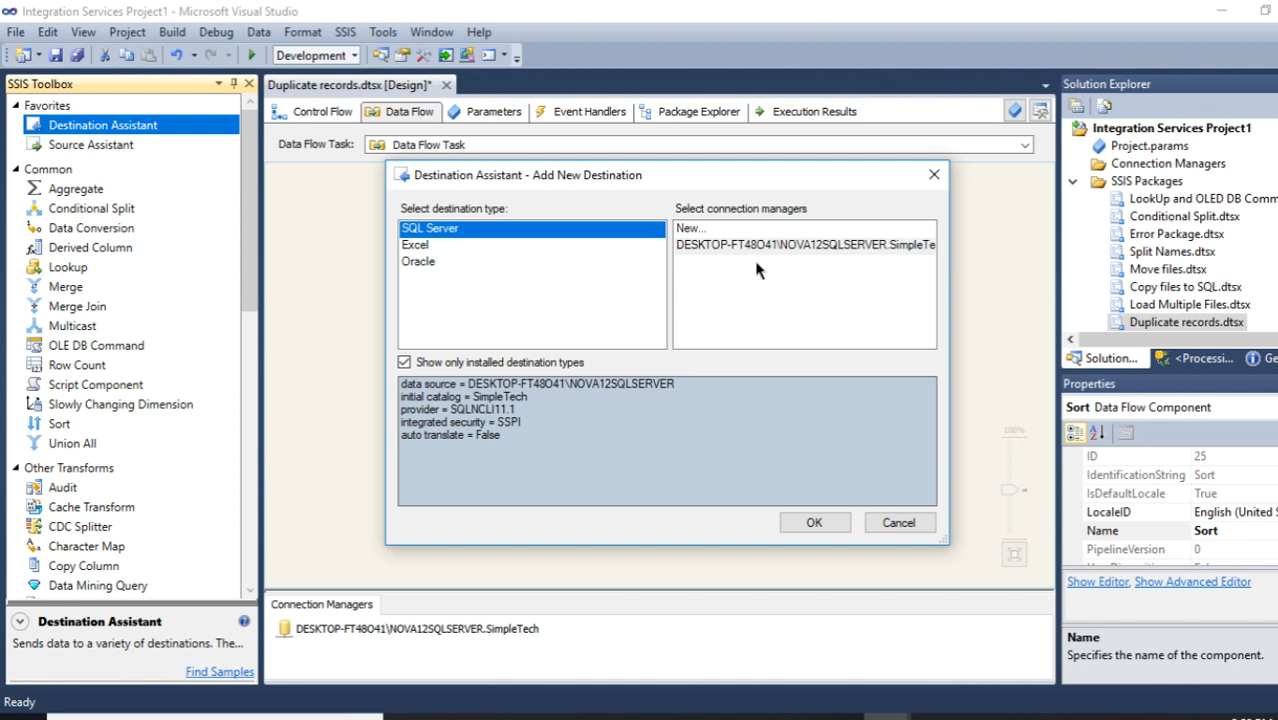 Integration Services Project1 - Microsoft Visual Studio
File Edit View Project Build Debug Data Format SSIS Tools Window Help
Development
SSIS Toolbox
Favorites
Destination Assistant
Source Assistant
Common
Aggregate
Conditional Split
Data Conversion
Derived Column
Lookup
Merge
Merge Join
Multicast
OLE DB Command
Row Count
Script Component
Slowly Changing Dimension
Sort
Union All
Other Transforms
Audit
Cache Transform
CDC Splitter
Character Map
Copy Column
Data Mining Query
Destination Assistant
Sends data to a variety of destinations. The...
Find Samples
Duplicate records.dtsx [Design]*
Control Flow Data Flow Parameters Event Handlers Package Explorer Execution Results
Data Flow Task: Data Flow Task
Destination Assistant - Add New Destination
Select destination type:
SQL Server
Excel
Oracle
Select connection managers
New...
DESKTOP-FT48O41\NOVA12SQLSERVER.SimpleTe
Show only installed destination types
data source = DESKTOP-FT48O41\NOVA12SQLSERVER
initial catalog = SimpleTech
provider = SQLNCLI11.1
integrated security = SSPI
auto translate = False
OK Cancel
100%
Connection Managers
DESKTOP-FT48O41\NOVA12SQLSERVER.SimpleTech
Solution Explorer
Integration Services Project1
Project.params
Connection Managers
SSIS Packages
LookUp and OLED DB Comm
Conditional Split.dtsx
Error Package.dtsx
Split Names.dtsx
Move files.dtsx
Copy files to SQL.dtsx
Load Multiple Files.dtsx
Duplicate records.dtsx
Solution... <Processi... Ge
Properties
Sort Data Flow Component
ID 25
IdentificationString Sort
IsDefaultLocale True
LocaleID English (United S
Name Sort
PipelineVersion 0
Show Editor, Show Advanced Editor
Name
Specifies the name of the component.
Ready